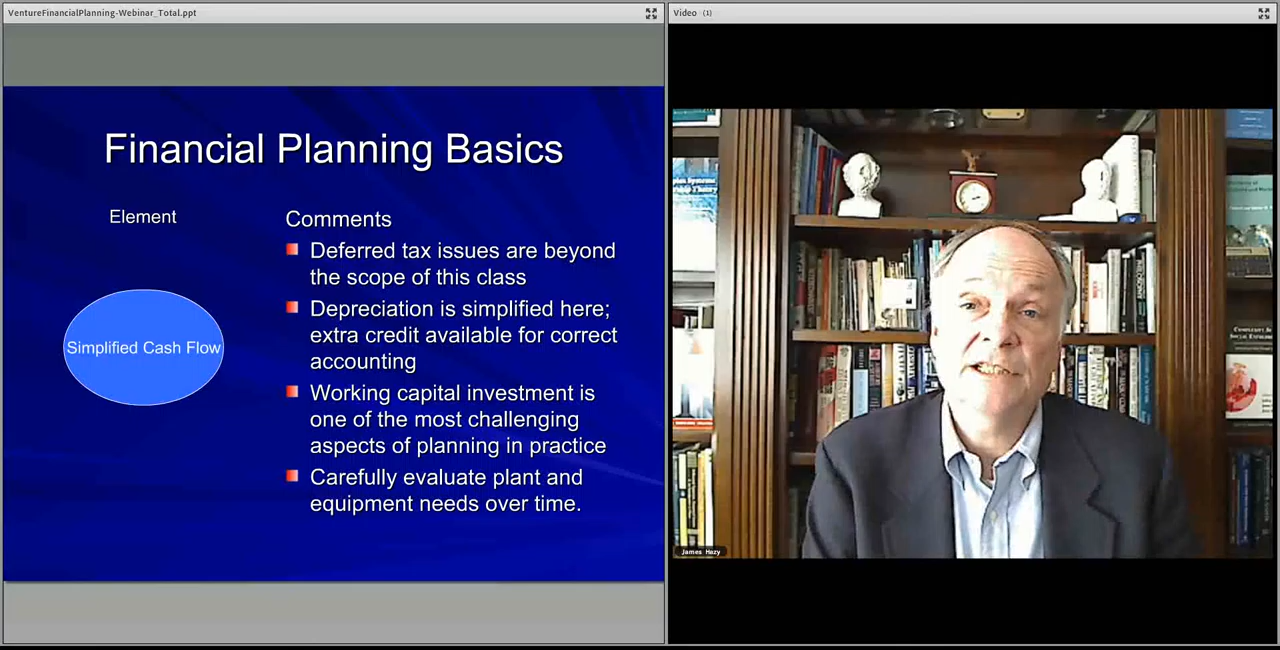 VentureFinancialPlanning-Webinar_Total.ppt
Video (1)
Financial Planning Basics
Element
Comments
Deferred tax issues are beyond
the scope of this class
Depreciation is simplified here;
extra credit available for correct
accounting
Simplified Cash Flow
Working capital investment is
one of the most challenging
aspects of planning in practice
Carefully evaluate plant and
equipment needs over time.
James Hazy